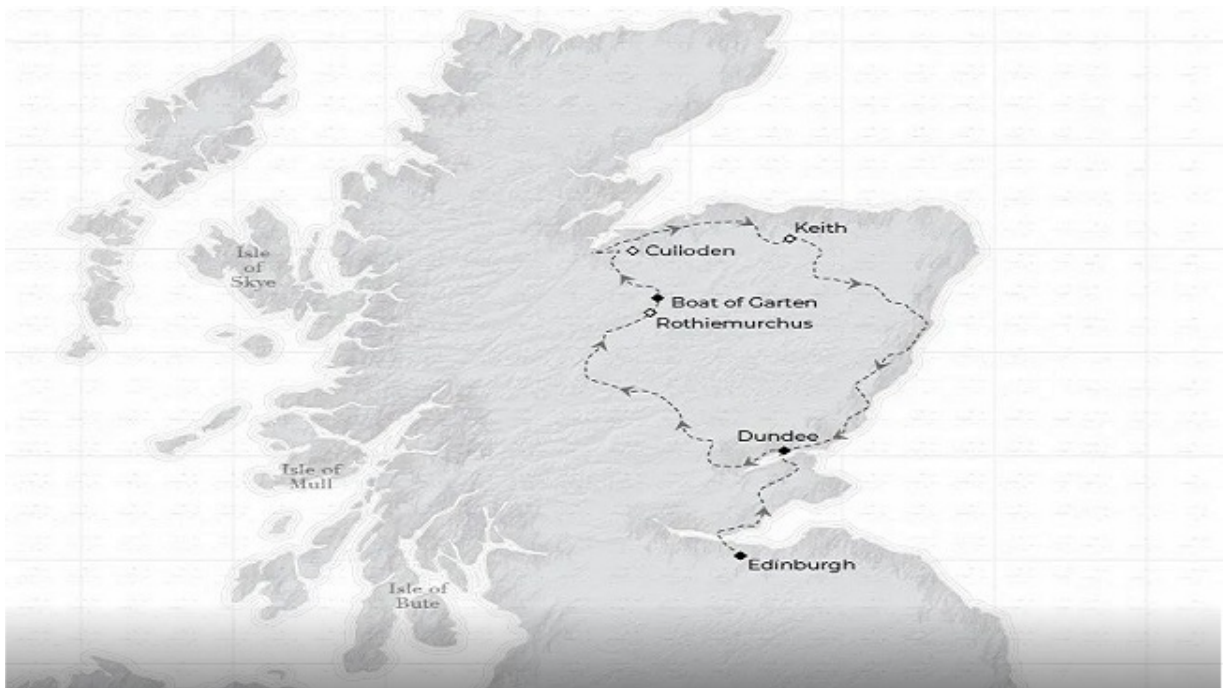 Keith
Culloden
Isle
of
Skye
Boat of Garten
Rothiemurchus
Dundee
Isle of
Mull
Edinburgh
Isle of
Bute